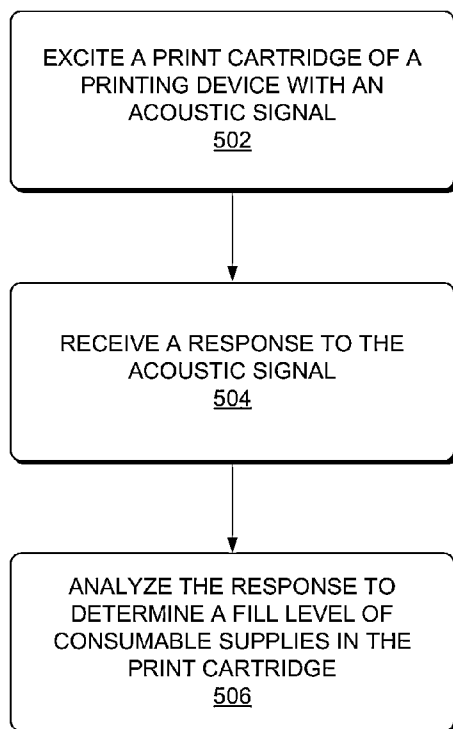 EXCITE A PRINT CARTRIDGE OF A
PRINTING DEVICE WITH AN
ACOUSTIC SIGNAL
502
RECEIVE A RESPONSE TO THE
ACOUSTIC SIGNAL
504
ANALYZE THE RESPONSE TO
DETERMINE A FILL LEVEL OF
CONSUMABLE SUPPLIES IN THE
PRINT CARTRIDGE
506